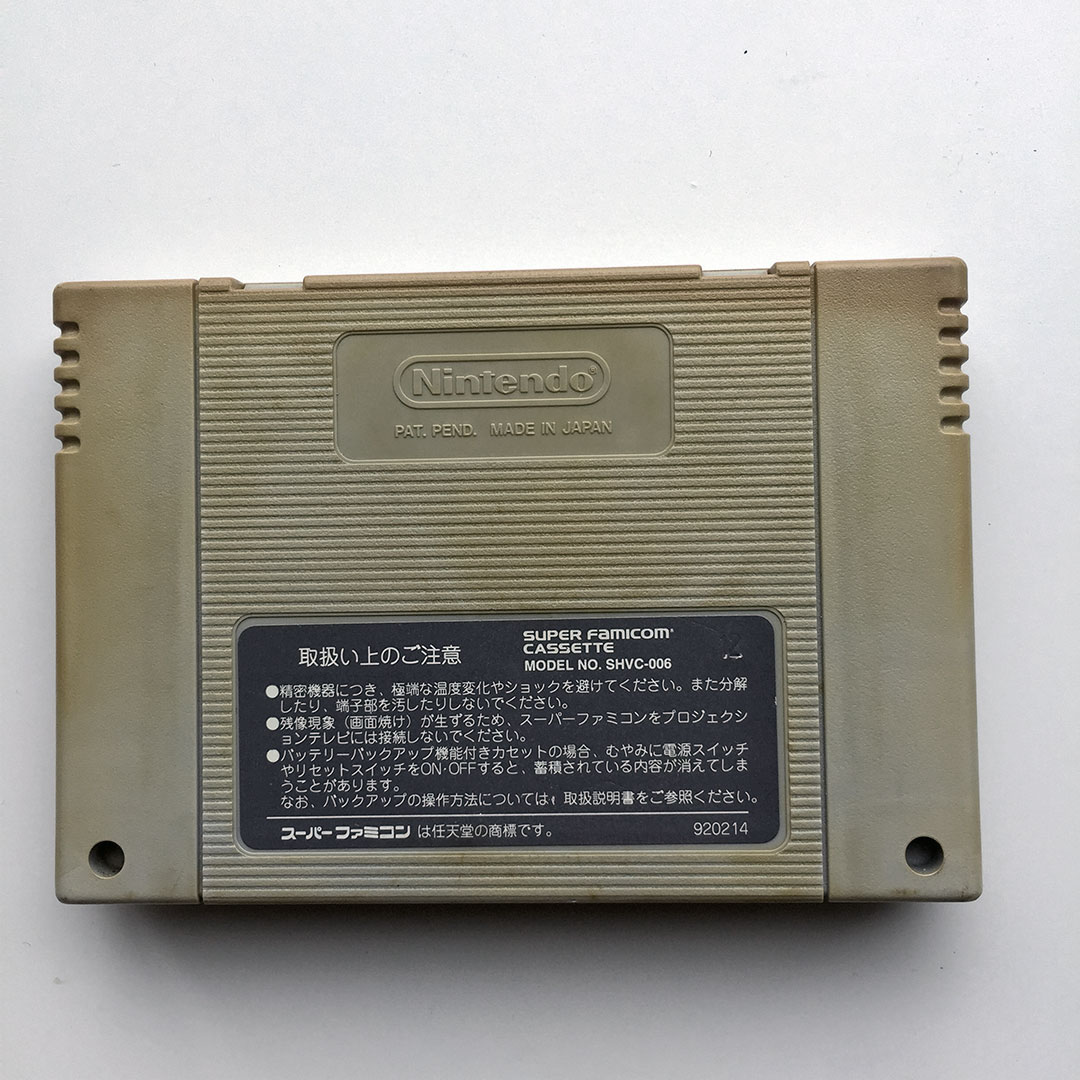 Nintendo®
PAT. PEND. MADE IN JAPAN
取扱い上のご注意
SUPER FAMICOM
CASSETTE
MODEL NO. SHVC-006
●精密機器につき、極端な温度変化やショックを避けてください。また分解
したり、端子部を汚したりしないでください。
●残像現象（画面焼け）が生ずるため、スーパーファミコンをプロジェクシ
ョンテレビには接続しないでください。
●バッテリーバックアップ機能付きカセットの場合、むやみに電源スイッチ
やリセットスイッチをON・OFFすると、蓄積されている内容が消えてしま
うことがあります。
なお、バックアップの操作方法については、取扱説明書をご参照ください。
スーパーファミコン は任天堂の商標です。
920214